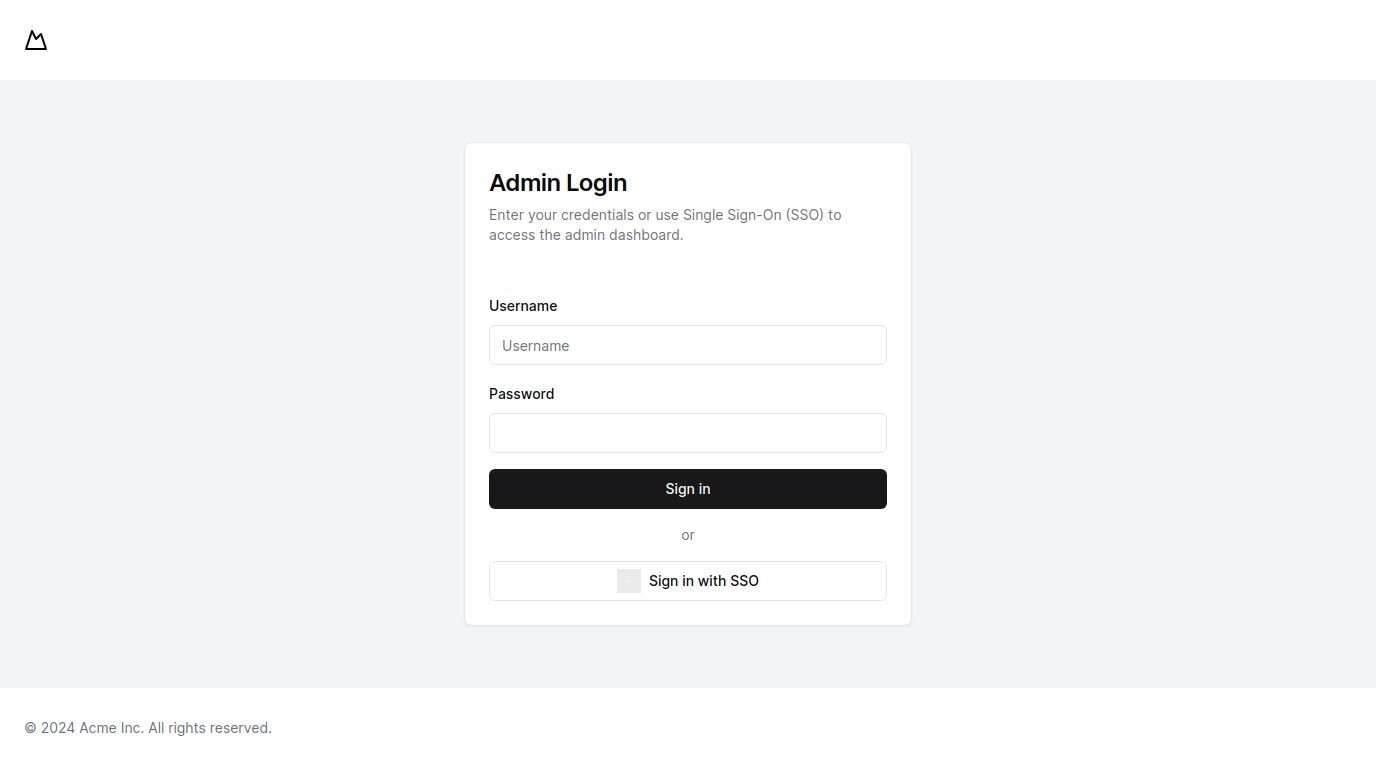 Admin Login
Enter your credentials or use Single Sign-On (SSO) to
access the admin dashboard.
Username
Username
Password
Sign in
or
Sign in with SSO
© 2024 Acme Inc. All rights reserved.